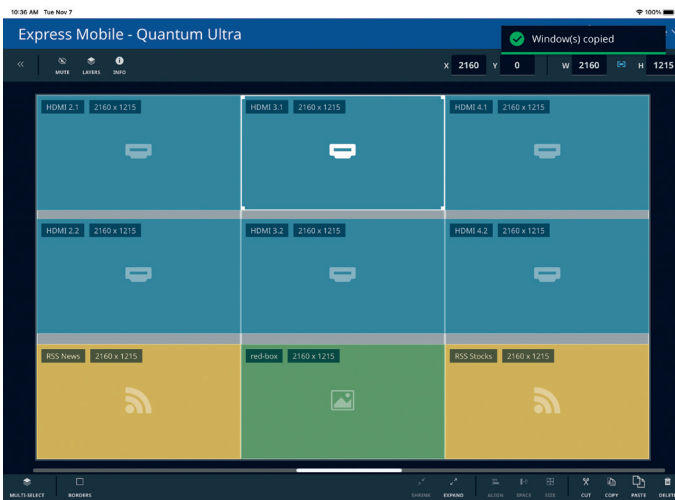 10:36 AM Tue Nov 7 100%
Express Mobile - Quantum Ultra
Window(s) copied
MUTE LAYERS INFO
X 2160 Y 0 W 2160 H 1215
HDMI 2.1 2160 x 1215 HDMI 3.1 2160 x 1215 HDMI 4.1 2160 x 1215
HDMI 2.2 2160 x 1215 HDMI 3.2 2160 x 1215 HDMI 4.2 2160 x 1215
RSS News 2160 x 1215 red-box 2160 x 1215 RSS Stocks 2160 x 1215
MULTI-SELECT BORDERS SHRINK EXPAND ALIGN SPACE SIZE CUT COPY PASTE DELETE